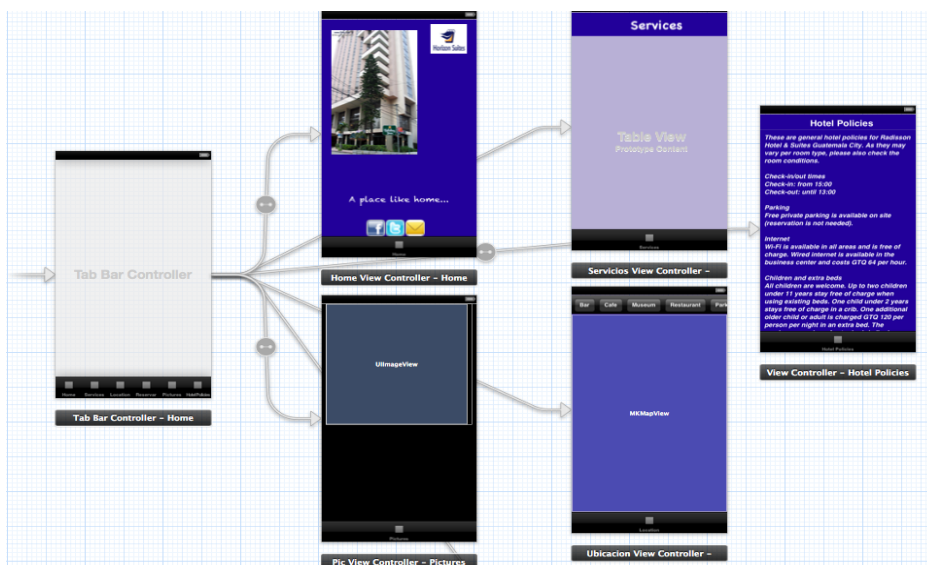 Tab Bar Controller
Home Services Location Reservar Pictures HotelPolicies
Tab Bar Controller – Home
Horizon Suites
A place like home...
Home
Home View Controller – Home
UIImageView
Pictures
Pic View Controller – Pictures
Services
Table View
Prototype Content
Services
Servicios View Controller –
Bar Cafe Museum Restaurant Park
MKMapView
Location
Ubicacion View Controller –
Hotel Policies
These are general hotel policies for Radisson
Hotel & Suites Guatemala City. As they may
vary per room type, please also check the
room conditions.
Check-in/out times
Check-in: from 15:00
Check-out: until 13:00
Parking
Free private parking is available on site
(reservation is not needed).
Internet
Wi-Fi is available in all areas and is free of
charge. Wired internet is available in the
business center and costs GTQ 64 per hour.
Children and extra beds
All children are welcome. Up to two children
under 11 years stay free of charge when
using existing beds. One child under 2 years
stays free of charge in a crib. One additional
older child or adult is charged GTQ 120 per
person per night in an extra bed. The
Hotel Policies
View Controller – Hotel Policies